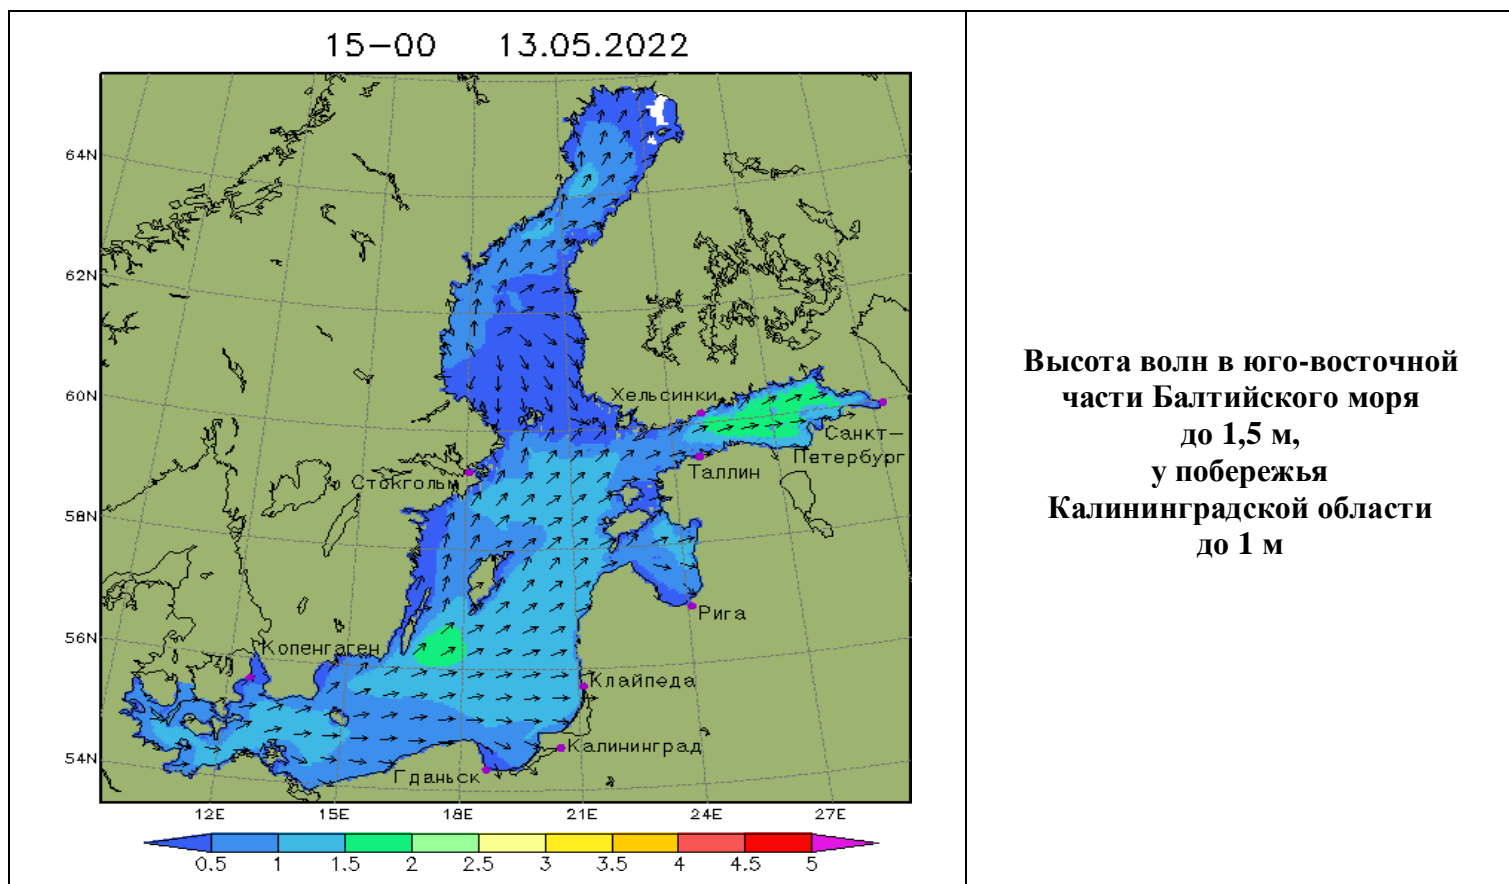 15-00 13.05.2022
64N
62N
60N
58N
56N
54N
Хельсинки
Санкт-
Петербург
Таллин
Стокгольм
Рига
Копенгаген
Клайпеда
Калининград
Гданьск
12E 15E 18E 21E 24E 27E
0.5 1 1.5 2 2.5 3 3.5 4 4.5 5
Высота волн в юго-восточной
части Балтийского моря
до 1,5 м,
у побережья
Калининградской области
до 1 м